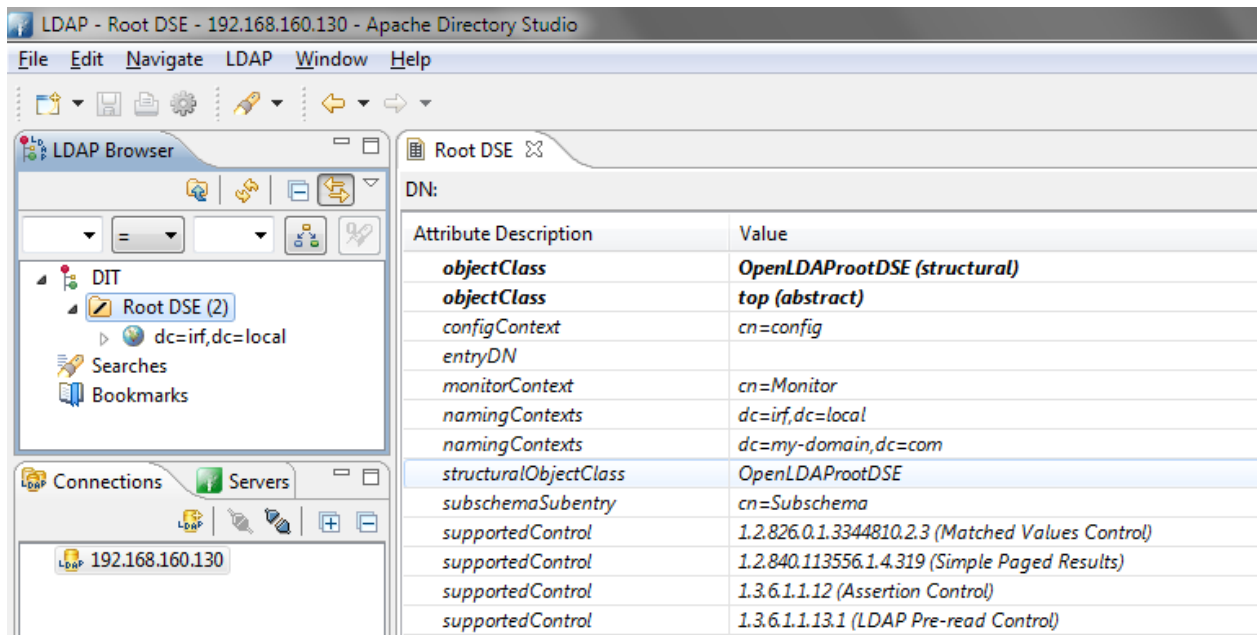 LDAP - Root DSE - 192.168.160.130 - Apache Directory Studio
File Edit Navigate LDAP Window Help
LDAP Browser
=
DIT
Root DSE (2)
dc=irf,dc=local
Searches
Bookmarks
Connections Servers
LDAP
LDAP 192.168.160.130
Root DSE
DN:
Attribute Description Value
objectClass OpenLDAProotDSE (structural)
objectClass top (abstract)
configContext cn=config
entryDN
monitorContext cn=Monitor
namingContexts dc=irf,dc=local
namingContexts dc=my-domain,dc=com
structuralObjectClass OpenLDAProotDSE
subschemaSubentry cn=Subschema
supportedControl 1.2.826.0.1.3344810.2.3 (Matched Values Control)
supportedControl 1.2.840.113556.1.4.319 (Simple Paged Results)
supportedControl 1.3.6.1.1.12 (Assertion Control)
supportedControl 1.3.6.1.1.13.1 (LDAP Pre-read Control)